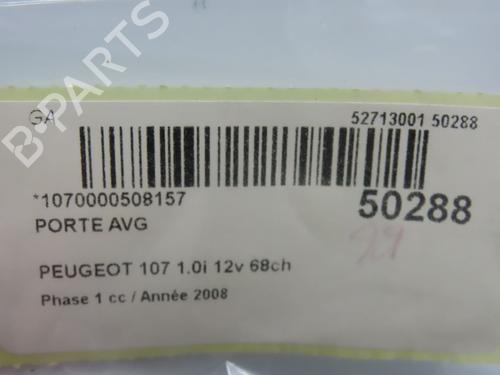 GA
52713001 50288
*1070000508157
50288
PORTE AVG
29
PEUGEOT 107 1.0i 12v 68ch
Phase 1 cc / Année 2008
B-PARTS